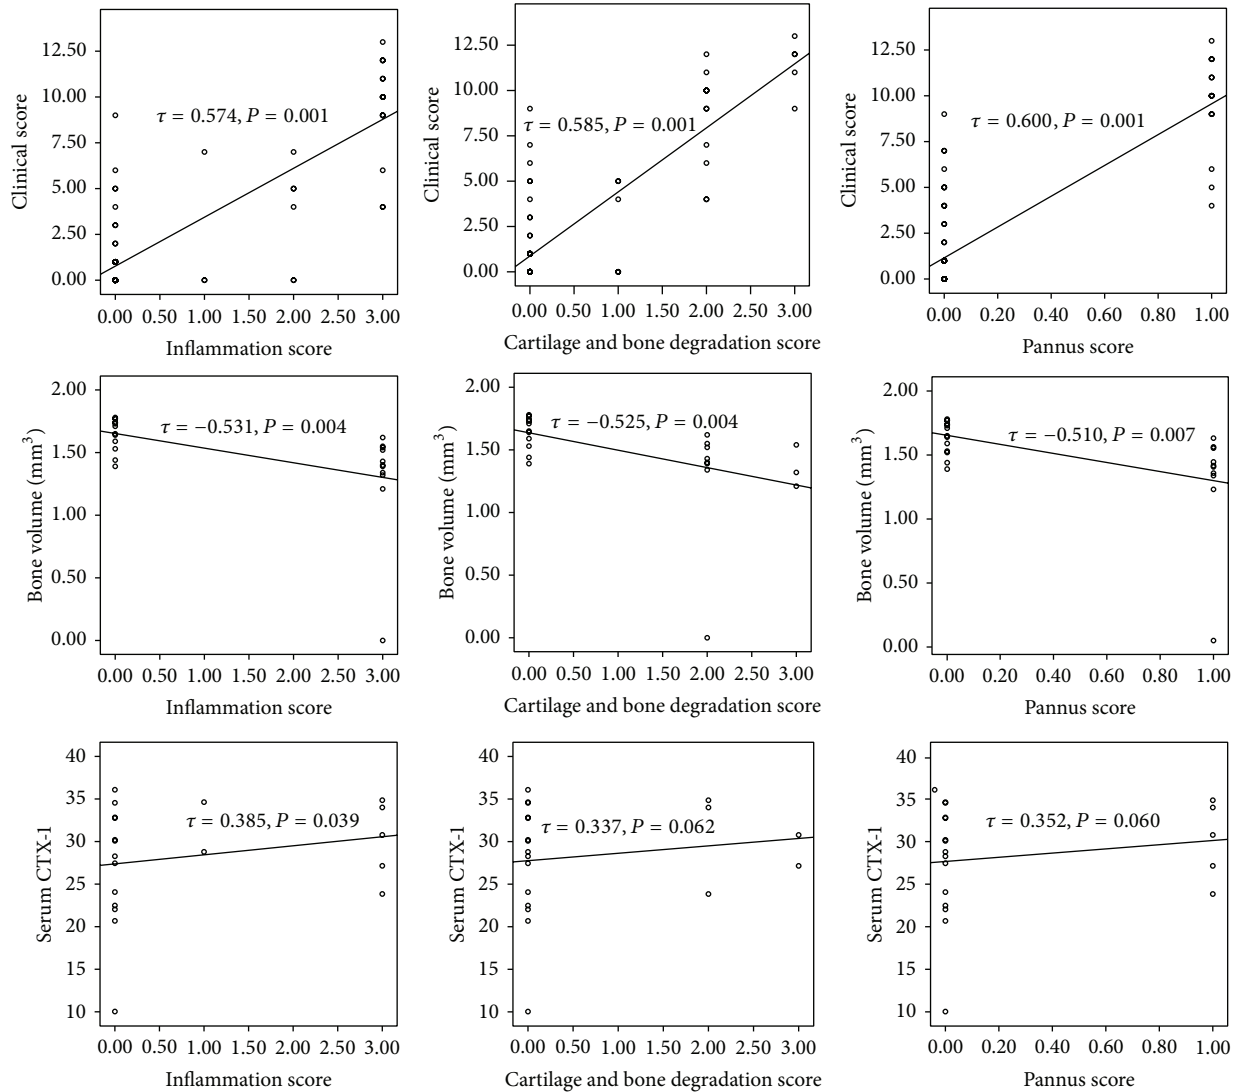 12.50
10.00
7.50
5.00
2.50
0.00
Clinical score
τ = 0.574, P = 0.001
0.00 0.50 1.00 1.50 2.00 2.50 3.00
Inflammation score
12.50
10.00
7.50
5.00
2.50
0.00
Clinical score
τ = 0.585, P = 0.001
0.00 0.50 1.00 1.50 2.00 2.50 3.00
Cartilage and bone degradation score
12.50
10.00
7.50
5.00
2.50
0.00
Clinical score
τ = 0.600, P = 0.001
0.00 0.20 0.40 0.60 0.80 1.00
Pannus score
2.00
1.50
1.00
0.50
0.00
Bone volume (mm³)
τ = −0.531, P = 0.004
0.00 0.50 1.00 1.50 2.00 2.50 3.00
Inflammation score
2.00
1.50
1.00
0.50
0.00
Bone volume (mm³)
τ = −0.525, P = 0.004
0.00 0.50 1.00 1.50 2.00 2.50 3.00
Cartilage and bone degradation score
2.00
1.50
1.00
0.50
0.00
Bone volume (mm³)
τ = −0.510, P = 0.007
0.00 0.20 0.40 0.60 0.80 1.00
Pannus score
40
35
30
25
20
15
10
Serum CTX-1
τ = 0.385, P = 0.039
0.00 0.50 1.00 1.50 2.00 2.50 3.00
Inflammation score
40
35
30
25
20
15
10
Serum CTX-1
τ = 0.337, P = 0.062
0.00 0.50 1.00 1.50 2.00 2.50 3.00
Cartilage and bone degradation score
40
35
30
25
20
15
10
Serum CTX-1
τ = 0.352, P = 0.060
0.00 0.20 0.40 0.60 0.80 1.00
Pannus score